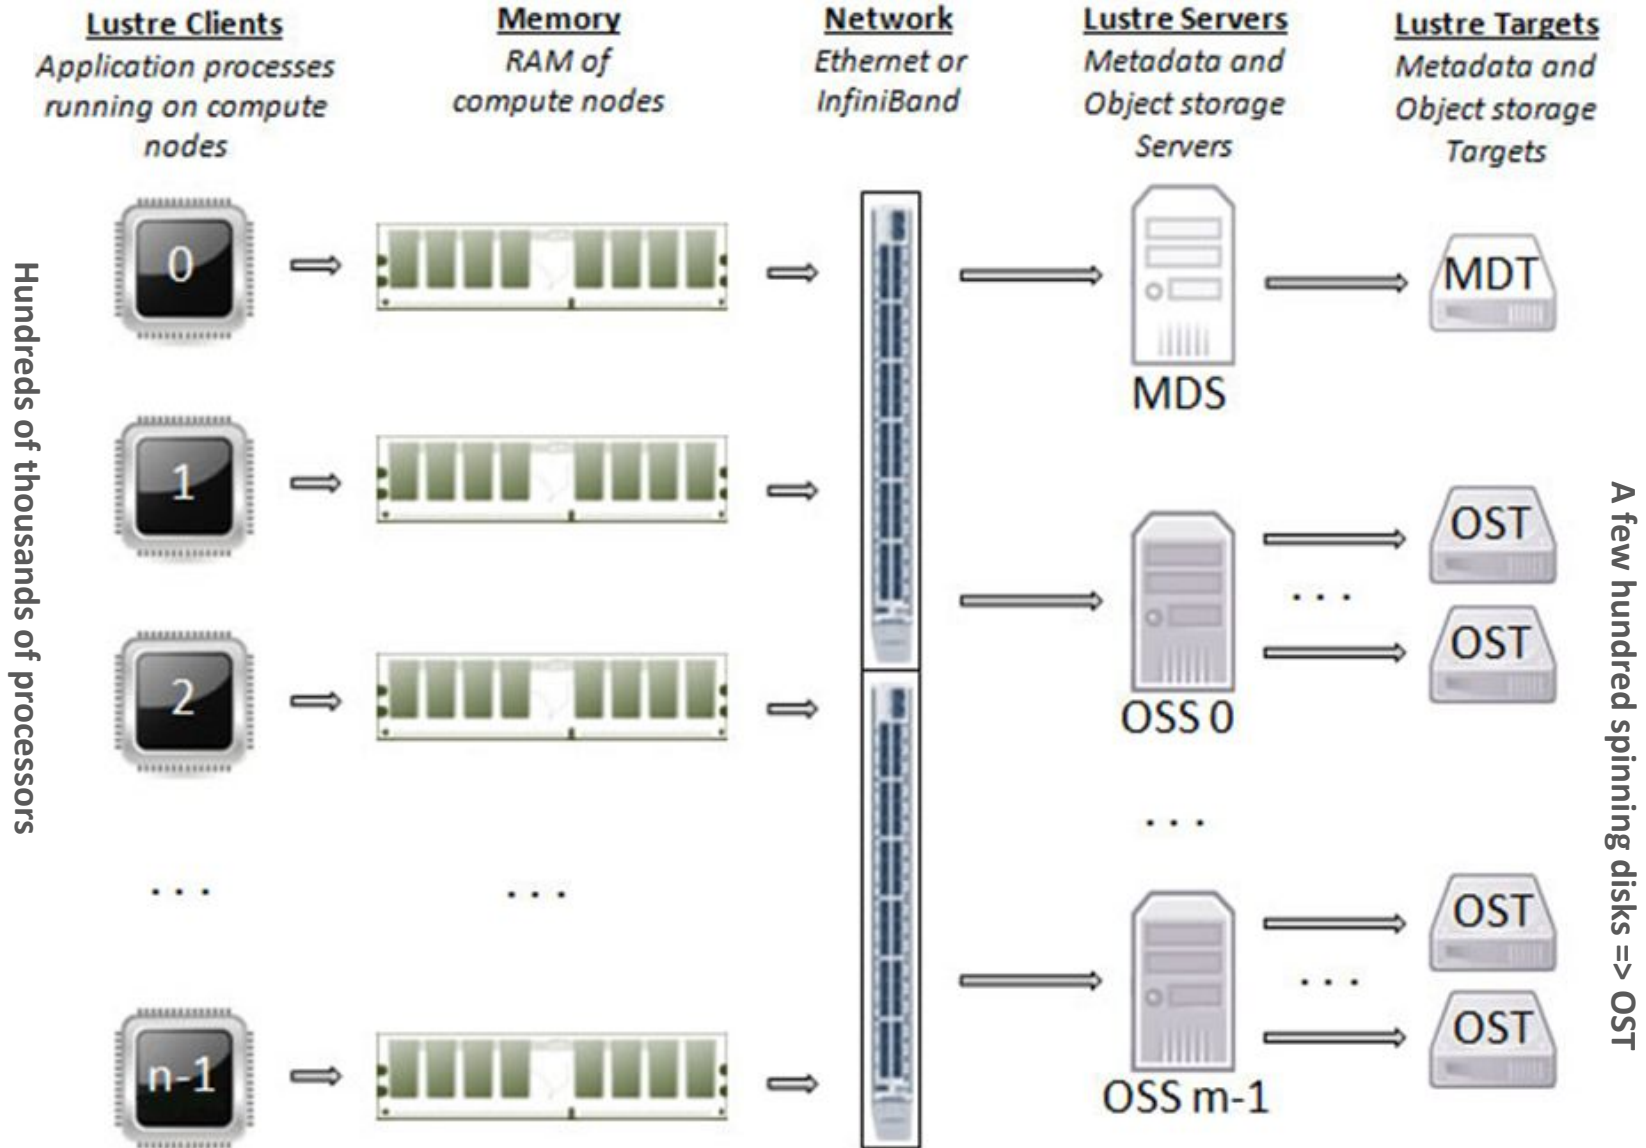 Lustre Clients
Application processes
running on compute
nodes
Memory
RAM of
compute nodes
Network
Ethernet or
InfiniBand
Lustre Servers
Metadata and
Object storage
Servers
Lustre Targets
Metadata and
Object storage
Targets
Hundreds of thousands of processors
0
MDS
MDT
1
2
OSS 0
OST
. . .
OST
. . .
. . .
. . .
n-1
OSS m-1
OST
. . .
OST
A few hundred spinning disks => OST